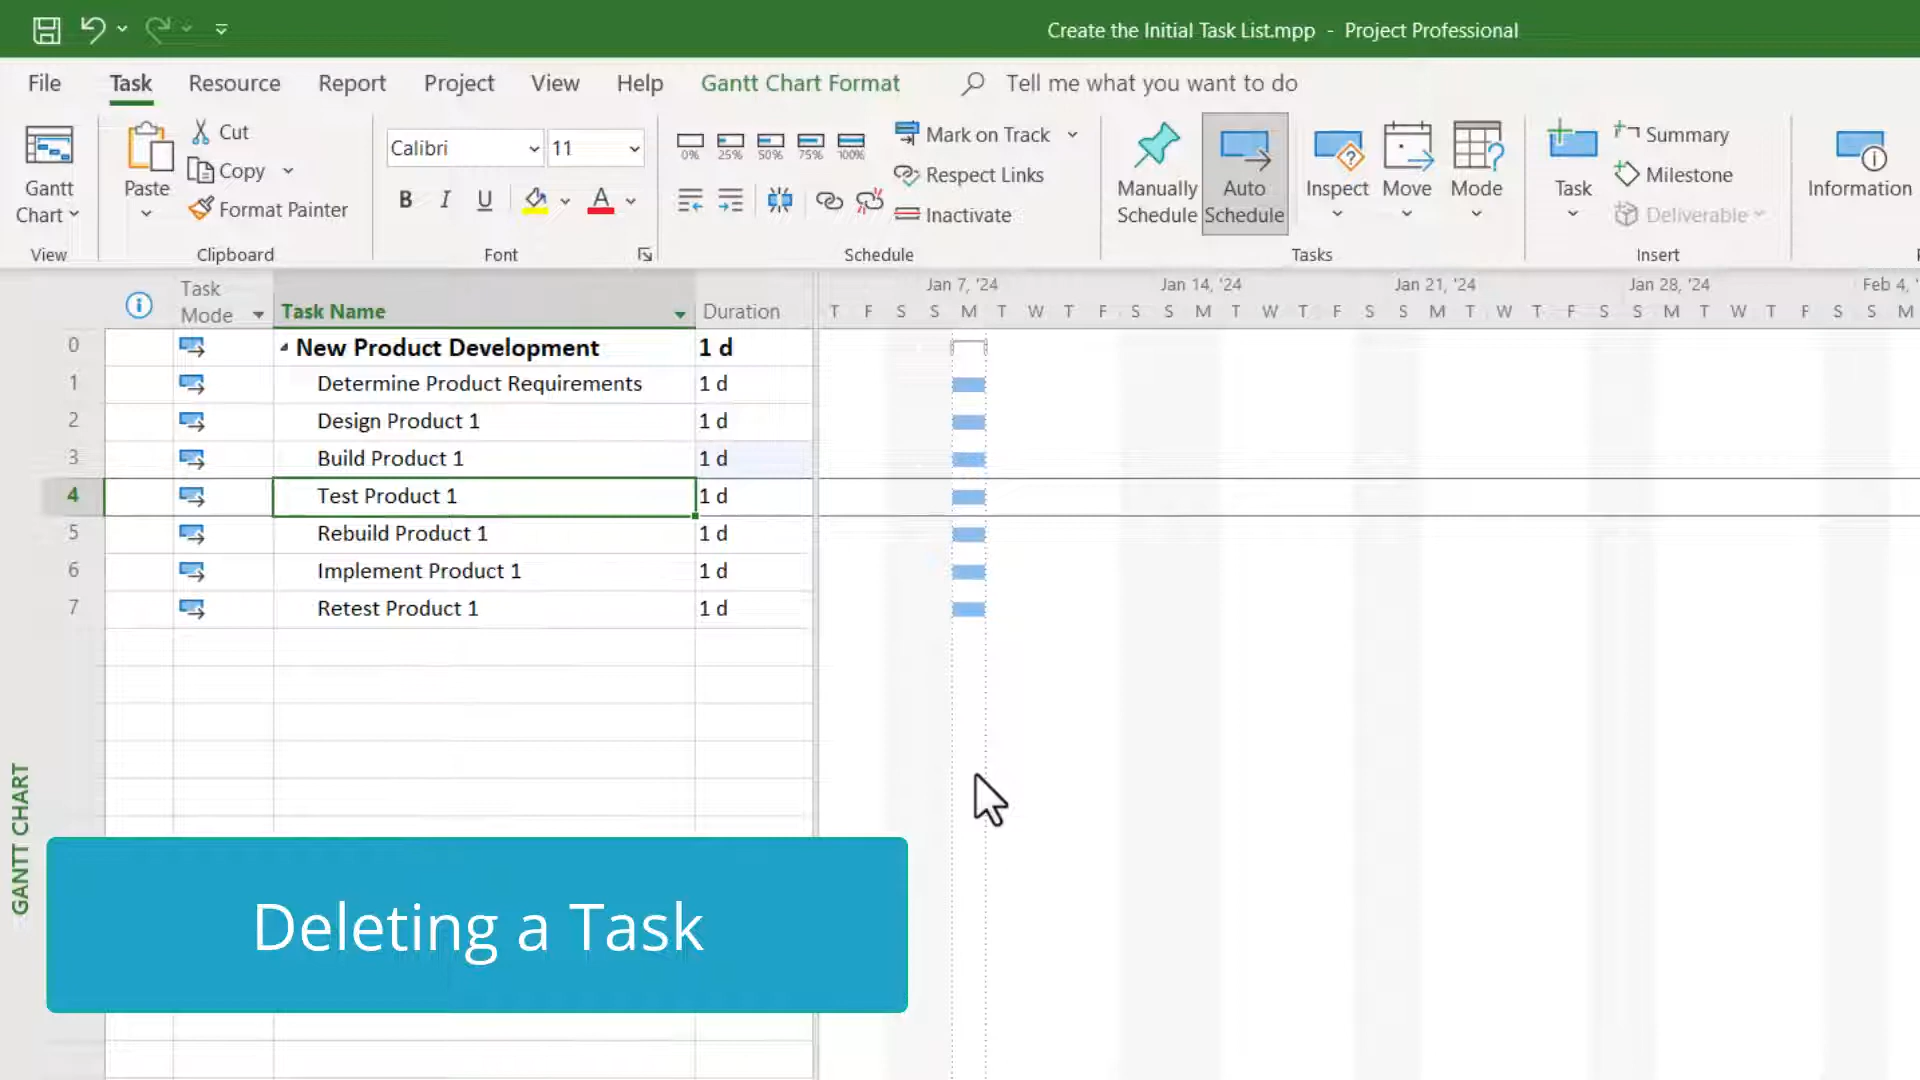 Create the Initial Task List.mpp - Project Professional
File Task Resource Report Project View Help Gantt Chart Format Tell me what you want to do
Gantt
Chart
View
Paste
Cut
Copy
Format Painter
Clipboard
Calibri 11
B I U A
Font
0% 25% 50% 75% 100%
Mark on Track
Respect Links
Inactivate
Schedule
Manually
Schedule
Auto
Schedule
Inspect
Move
Mode
Tasks
Task
Summary
Milestone
Deliverable
Insert
Information
Task
Mode
Task Name
Duration
Jan 7, '24 Jan 14, '24 Jan 21, '24 Jan 28, '24 Feb 4, '
T F S S M T W T F S S M T W T F S S M T W T F S S M T W T F S S M
0 New Product Development 1 d
1 Determine Product Requirements 1 d
2 Design Product 1 1 d
3 Build Product 1 1 d
4 Test Product 1 1 d
5 Rebuild Product 1 1 d
6 Implement Product 1 1 d
7 Retest Product 1 1 d
GANTT CHART
Deleting a Task